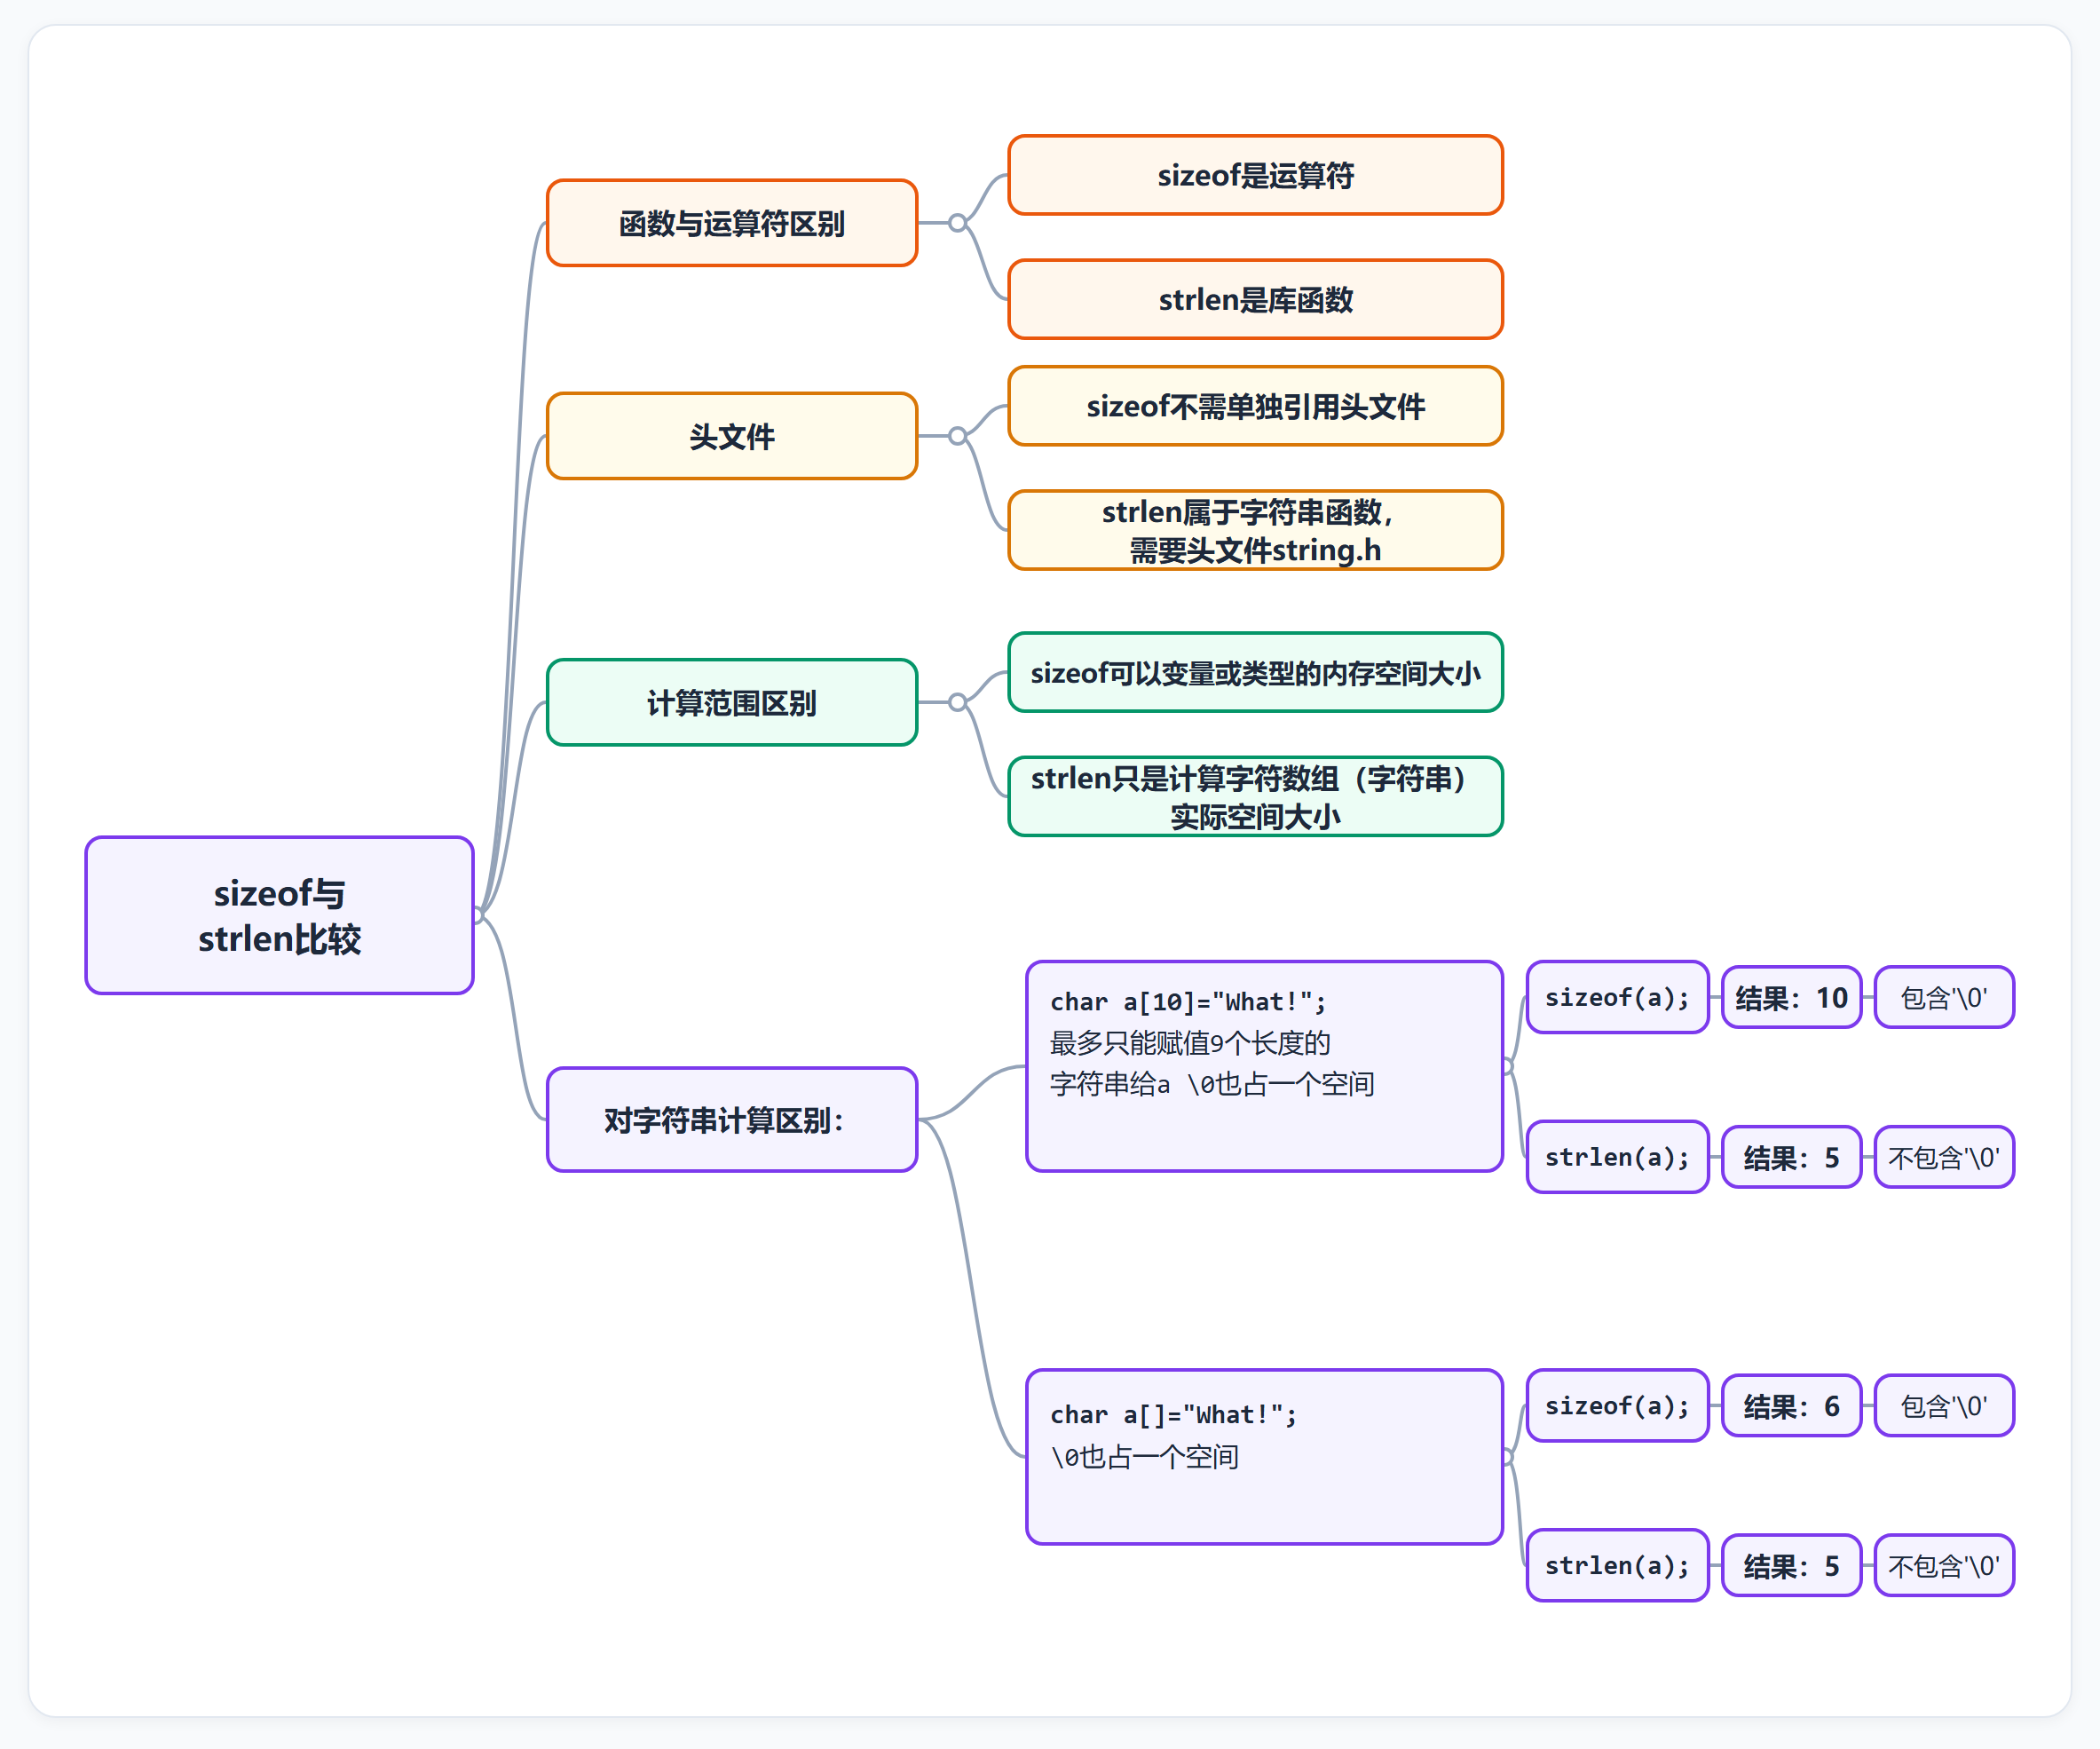 sizeof与
strlen比较
函数与运算符区别
sizeof是运算符
strlen是库函数
头文件
sizeof不需单独引用头文件
strlen属于字符串函数，
需要头文件string.h
计算范围区别
sizeof可以变量或类型的内存空间大小
strlen只是计算字符数组（字符串）
实际空间大小
对字符串计算区别：
char a[10]="What!";
最多只能赋值9个长度的
字符串给a \0也占一个空间
sizeof(a);
结果：10
包含'\0'
strlen(a);
结果：5
不包含'\0'
char a[]="What!";
\0也占一个空间
sizeof(a);
结果：6
包含'\0'
strlen(a);
结果：5
不包含'\0'